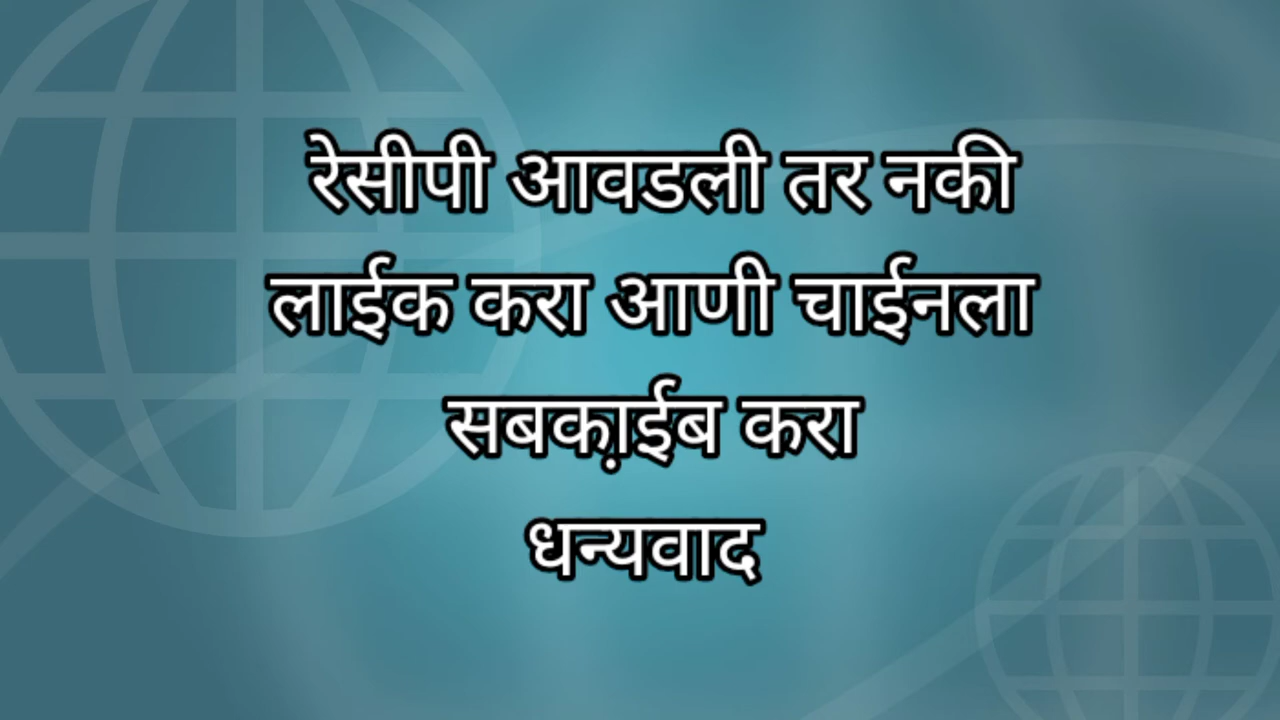 रेसीपी आवडली तर नकी
लाईक करा आणी चाईनला
सबका़ईब करा
धन्यवाद